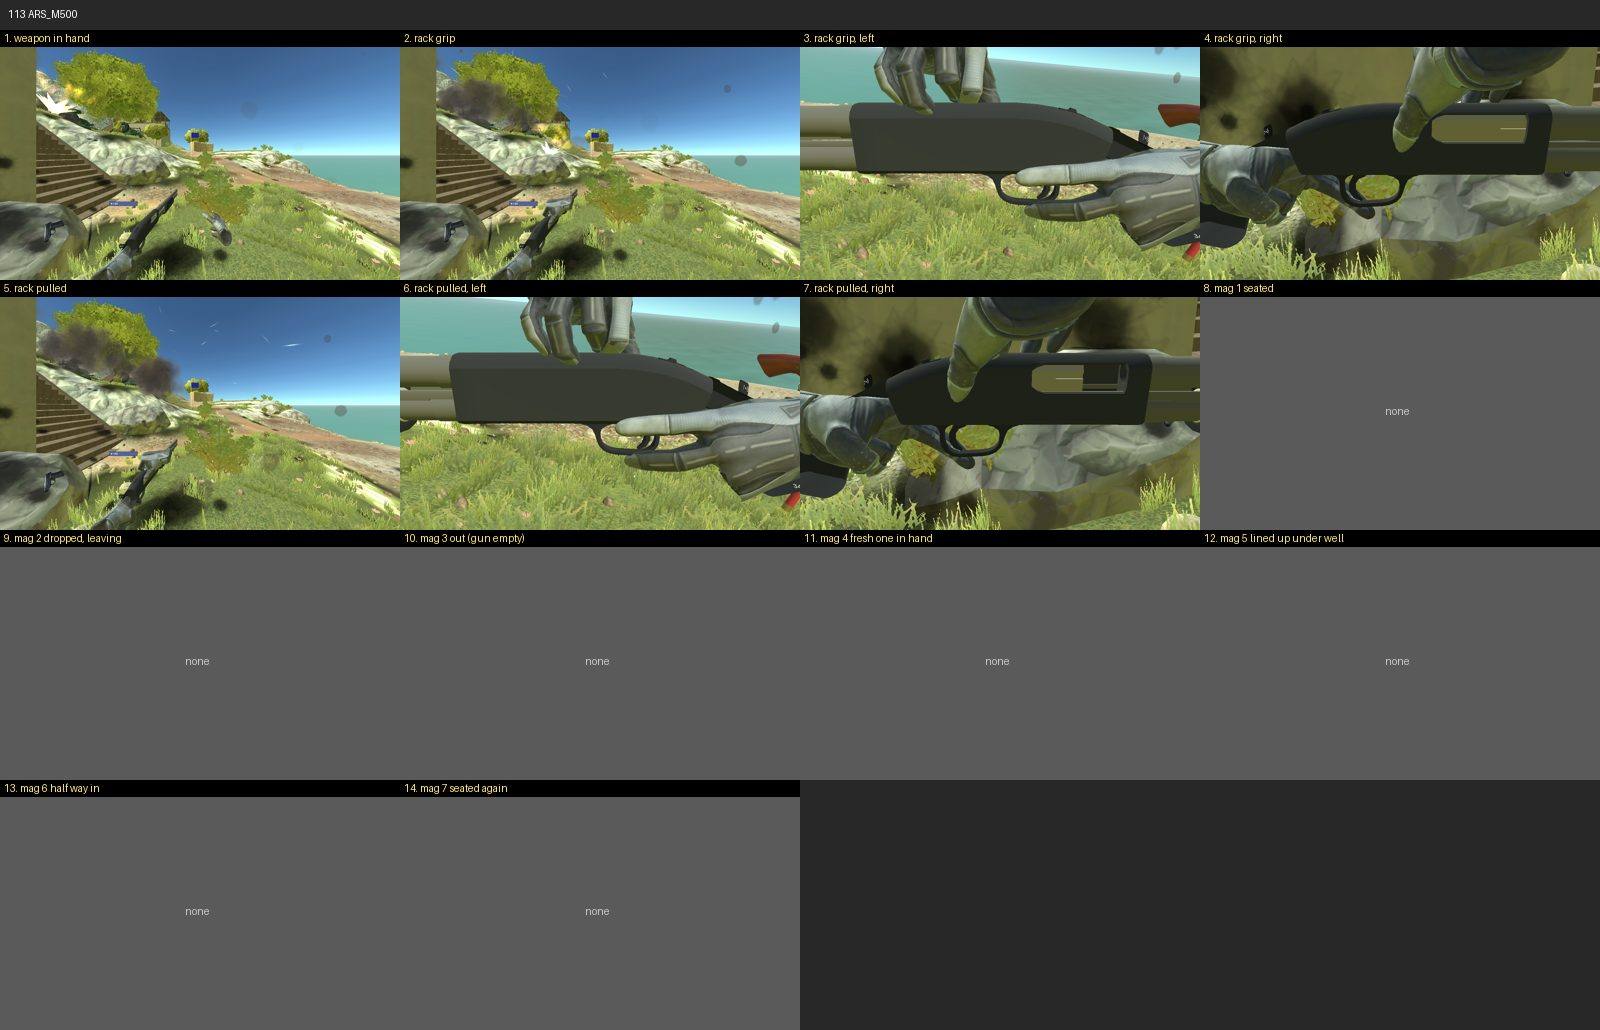 113 ARS_M500
1. weapon in hand
2. rack grip
3. rack grip, left
4. rack grip, right
5. rack pulled
6. rack pulled, left
7. rack pulled, right
8. mag 1 seated
none
9. mag 2 dropped, leaving
10. mag 3 out (gun empty)
11. mag 4 fresh one in hand
12. mag 5 lined up under well
none
none
none
none
13. mag 6 half way in
14. mag 7 seated again
none
none